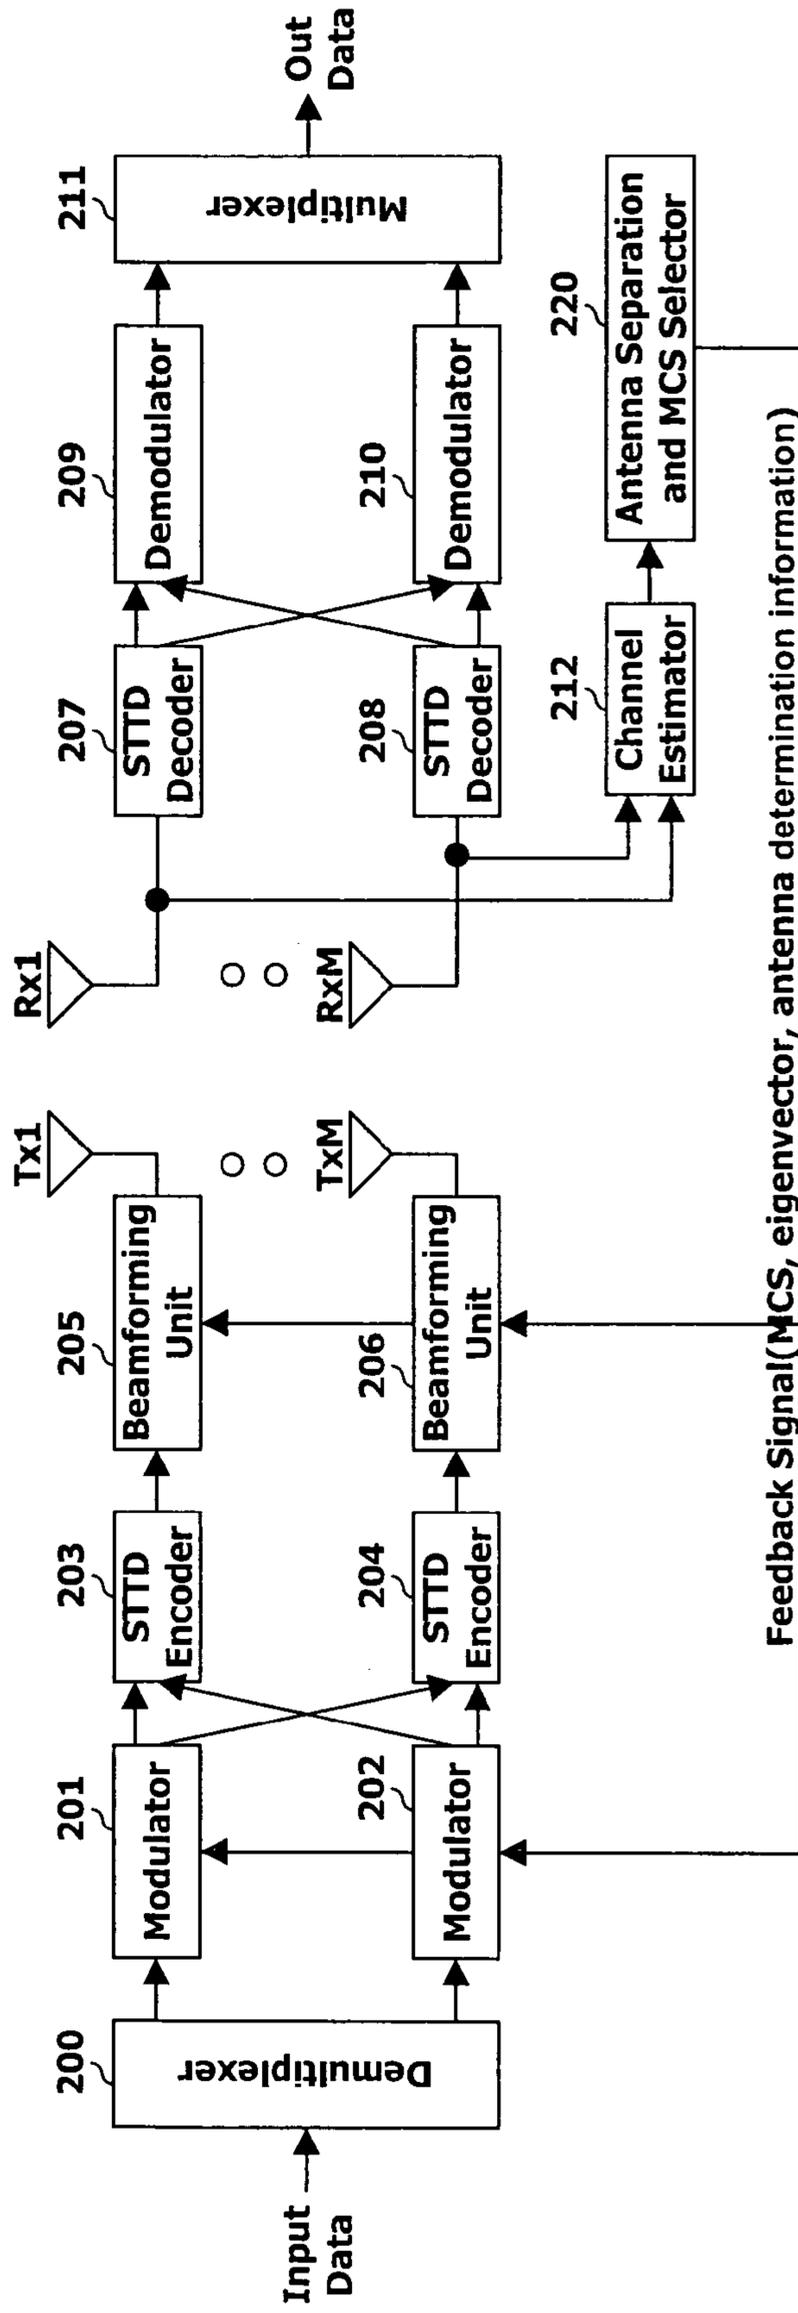 Input
Data
200
Demultiplexer
201
Modulator
202
Modulator
203
STTD
Encoder
204
STTD
Encoder
205
Beamforming
Unit
206
Beamforming
Unit
Tx1
TxM
Rx1
RxM
207
STTD
Decoder
208
STTD
Decoder
209
Demodulator
210
Demodulator
211
Multiplexer
Out
Data
212
Channel
Estimator
220
Antenna Separation
and MCS Selector
Feedback Signal(MCS, eigenvector, antenna determination information)